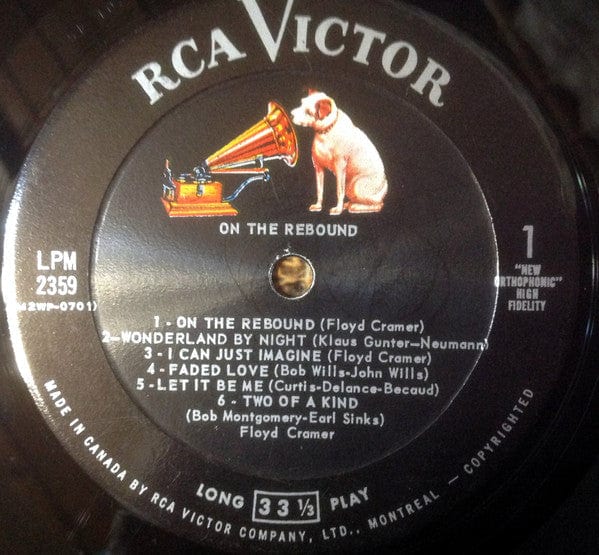 RCA VICTOR
ON THE REBOUND
LPM
2359
(M2WP-0701)
1
"NEW
ORTHOPHONIC"
HIGH
FIDELITY
1 - ON THE REBOUND (Floyd Cramer)
2-WONDERLAND BY NIGHT (Klaus Gunter-Neumann)
3 - I CAN JUST IMAGINE (Floyd Cramer)
4 - FADED LOVE (Bob Wills-John Wills)
5 - LET IT BE ME (Curtis-Delance-Becaud)
6 - TWO OF A KIND
(Bob Montgomery-Earl Sinks)
Floyd Cramer
LONG 33 1/3 PLAY
MADE IN CANADA BY RCA VICTOR COMPANY, LTD., MONTREAL — COPYRIGHTED